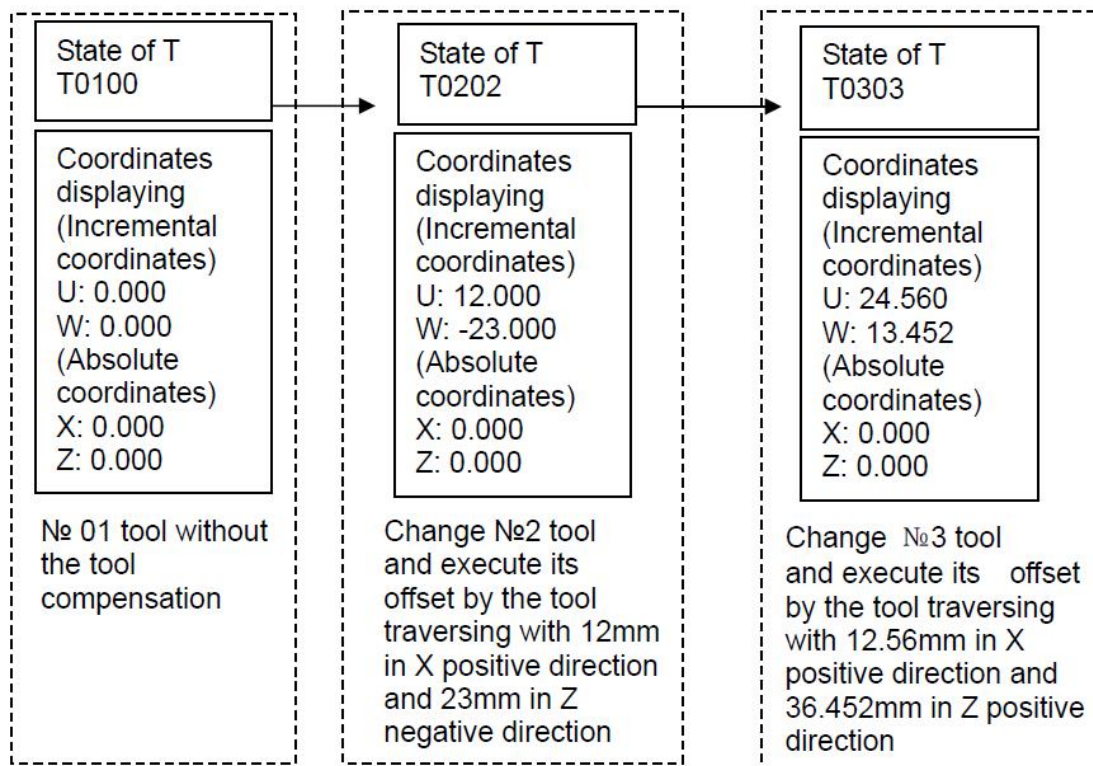 State of T
T0100
Coordinates
displaying
(Incremental
coordinates)
U: 0.000
W: 0.000
(Absolute
coordinates)
X: 0.000
Z: 0.000
№ 01 tool without
the tool
compensation
State of T
T0202
Coordinates
displaying
(Incremental
coordinates)
U: 12.000
W: -23.000
(Absolute
coordinates)
X: 0.000
Z: 0.000
Change №2 tool
and execute its
offset by the tool
traversing with 12mm
in X positive direction
and 23mm in Z
negative direction
State of T
T0303
Coordinates
displaying
(Incremental
coordinates)
U: 24.560
W: 13.452
(Absolute
coordinates)
X: 0.000
Z: 0.000
Change №3 tool
and execute its offset
by the tool traversing
with 12.56mm in X
positive direction and
36.452mm in Z positive
direction